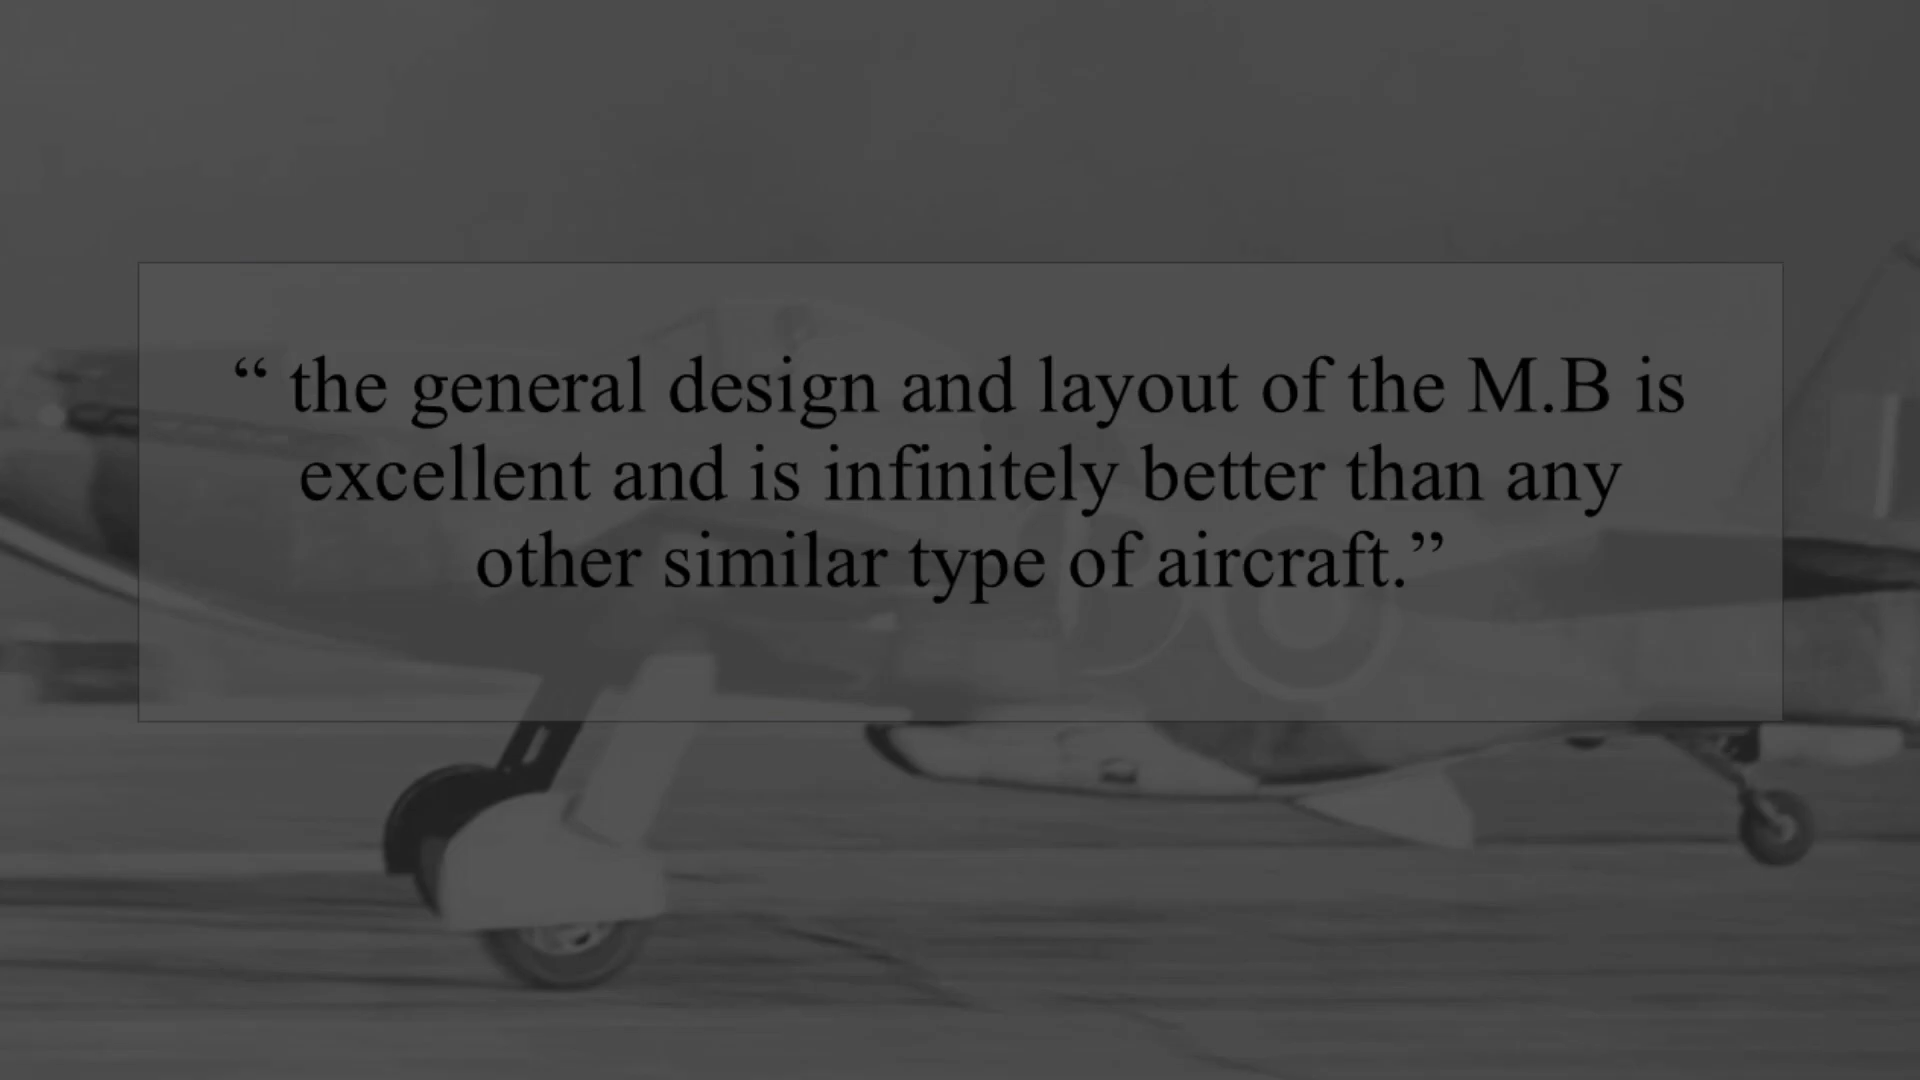 “ the general design and layout of the M.B is
excellent and is infinitely better than any
other similar type of aircraft.”